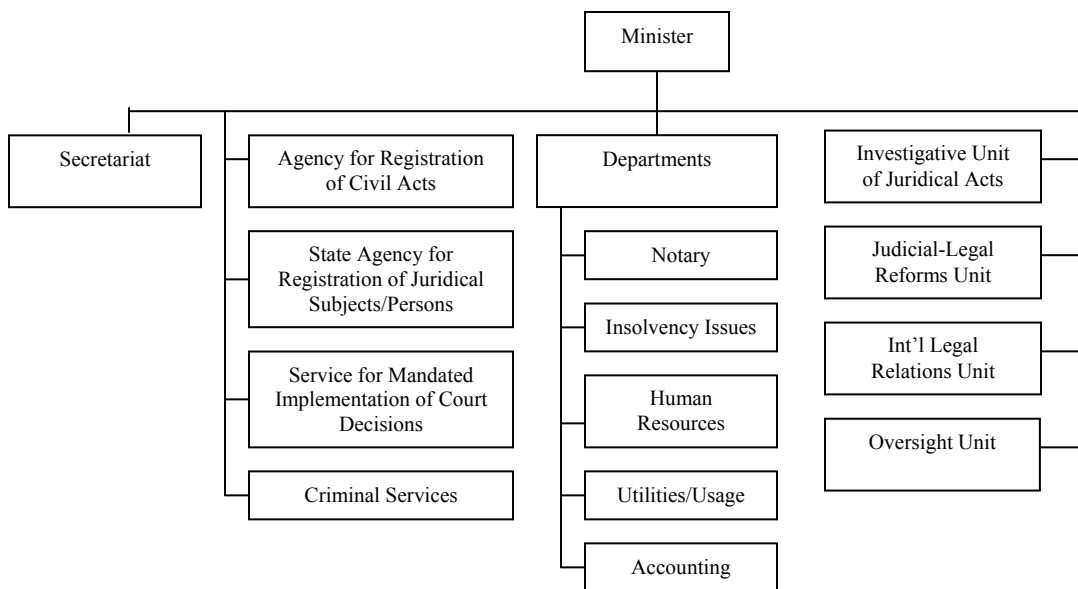 Minister
Secretariat
Agency for Registration
of Civil Acts
State Agency for
Registration of Juridical
Subjects/Persons
Service for Mandated
Implementation of Court
Decisions
Criminal Services
Departments
Notary
Insolvency Issues
Human
Resources
Utilities/Usage
Accounting
Investigative Unit
of Juridical Acts
Judicial-Legal
Reforms Unit
Int’l Legal
Relations Unit
Oversight Unit